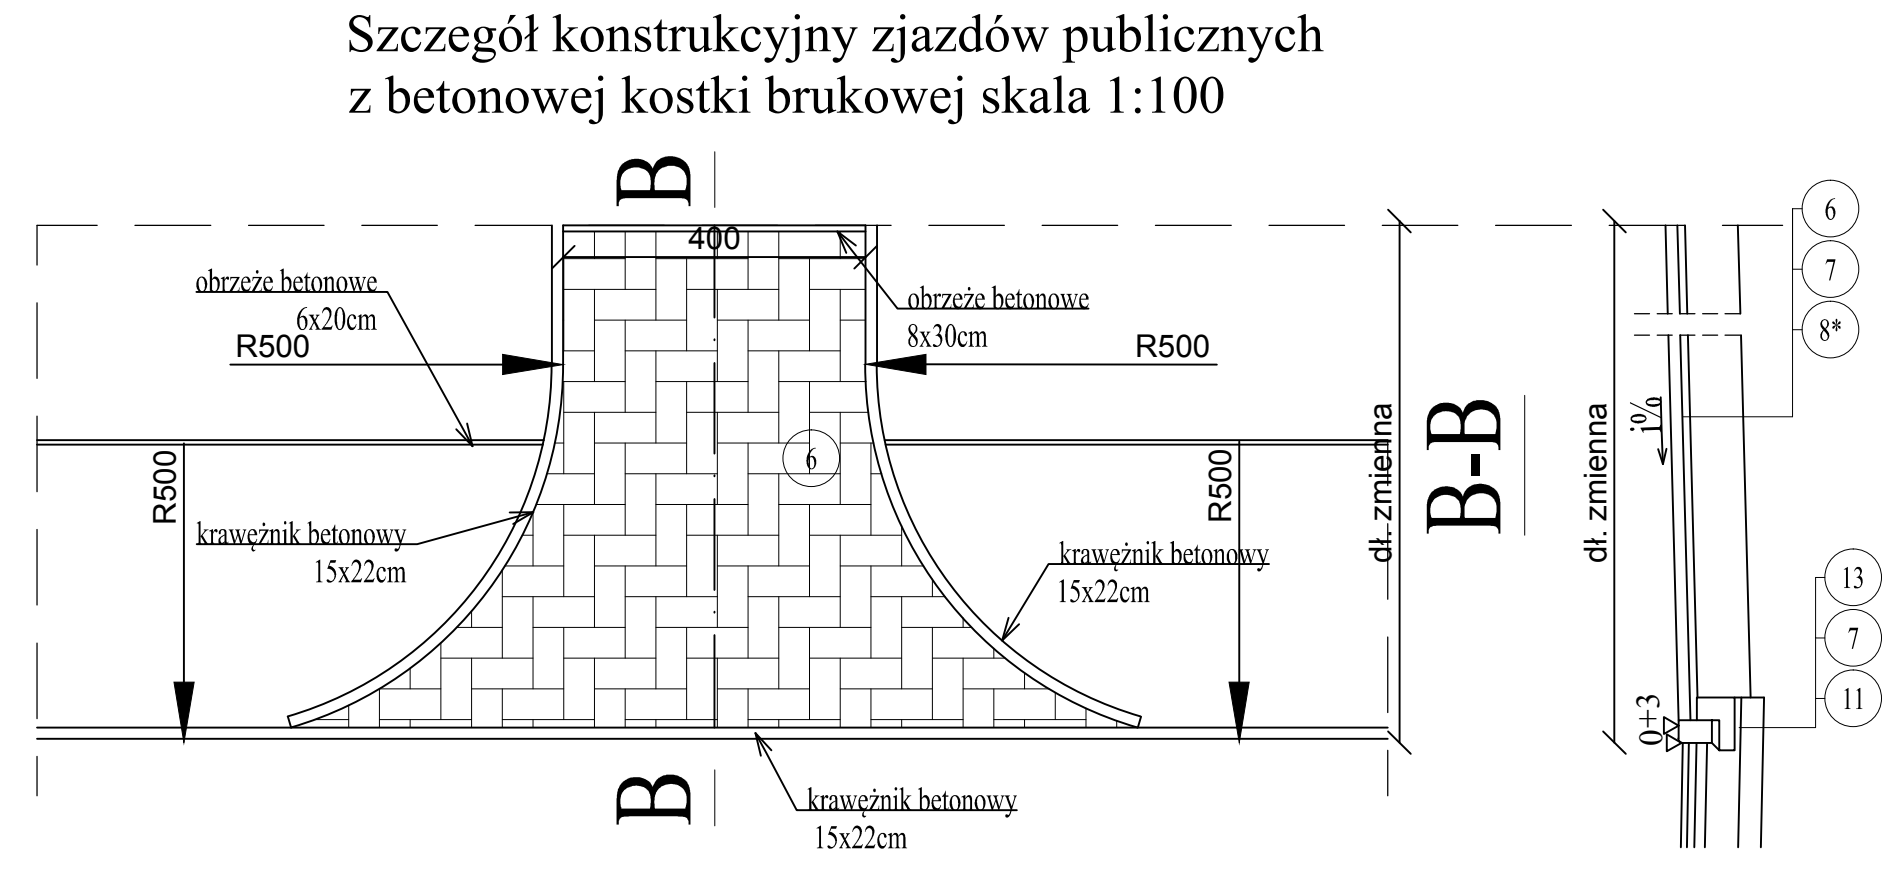 Szczegół konstrukcyjny zjazdów publicznych
z betonowej kostki brukowej skala 1:100
B
400
obrzeże betonowe
6x20cm
obrzeże betonowe
8x30cm
R500
R500
6
R500
R500
krawężnik betonowy
15x22cm
krawężnik betonowy
15x22cm
B
krawężnik betonowy
15x22cm
dł. zmienna
B-B
dł. zmienna
i%
0+3
6
7
8*
13
7
11